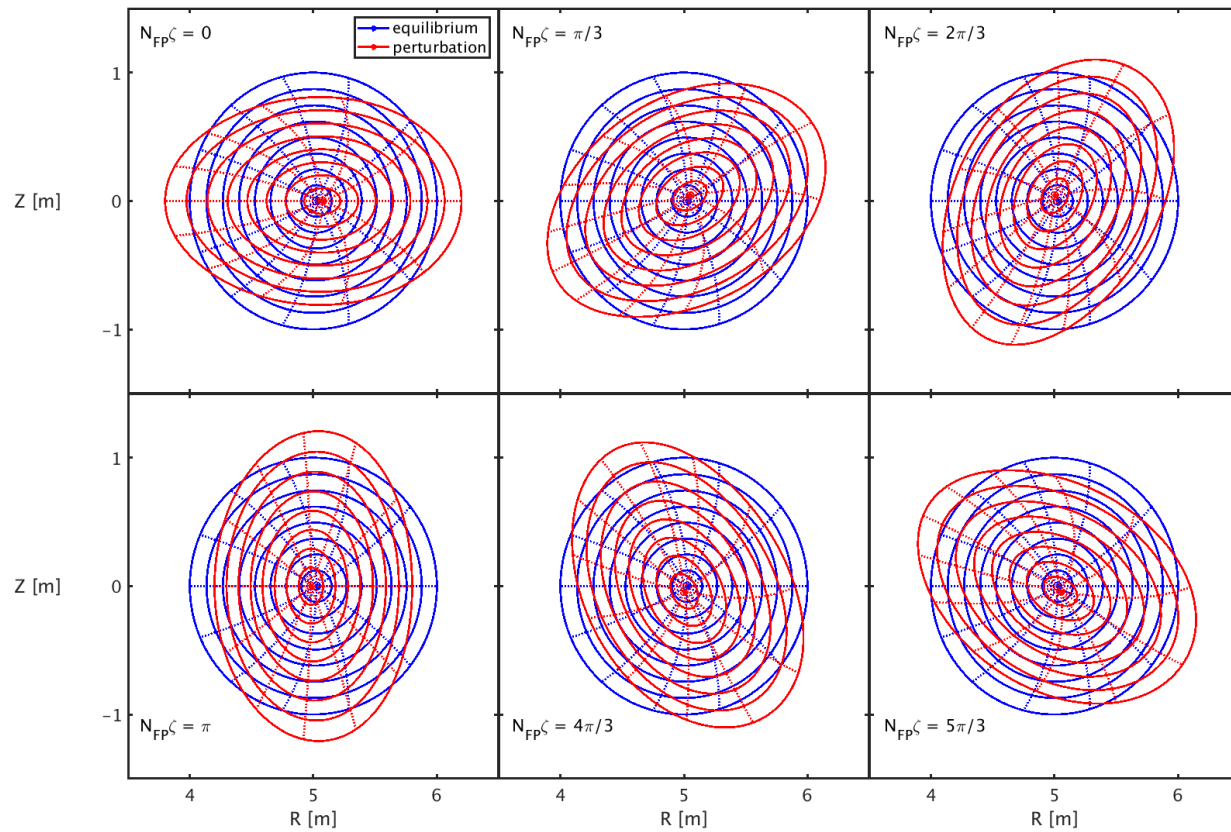 N_FPζ = 0
equilibrium
perturbation
N_FPζ = π/3
N_FPζ = 2π/3
1
Z [m]
0
-1
1
Z [m]
0
-1
N_FPζ = π
N_FPζ = 4π/3
N_FPζ = 5π/3
4 5 6
4 5 6
4 5 6
R [m]
R [m]
R [m]